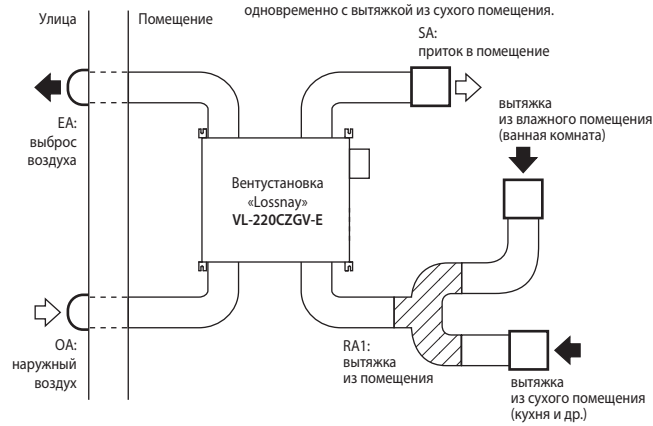 одновременно с вытяжкой из сухого помещения.
Улица
Помещение
SA:
приток в помещение
EA:
выброс
воздуха
вытяжка
из влажного помещения
(ванная комната)
Вентустановка
«Lossnay»
VL-220CZGV-E
OA:
наружный
воздух
RA1:
вытяжка
из помещения
вытяжка
из сухого помещения
(кухня и др.)